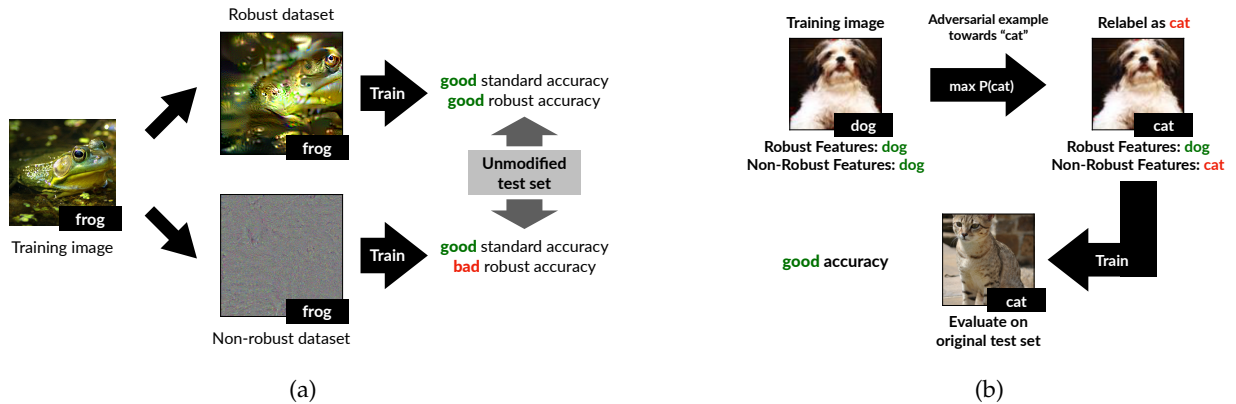 Robust dataset
frog
Train
good standard accuracy
good robust accuracy
frog
Training image
Unmodified
test set
frog
Non-robust dataset
Train
good standard accuracy
bad robust accuracy
(a)
Training image
dog
Robust Features: dog
Non-Robust Features: dog
Adversarial example
towards “cat”
max P(cat)
Relabel as cat
cat
Robust Features: dog
Non-Robust Features: cat
Train
cat
Evaluate on
original test set
good accuracy
(b)